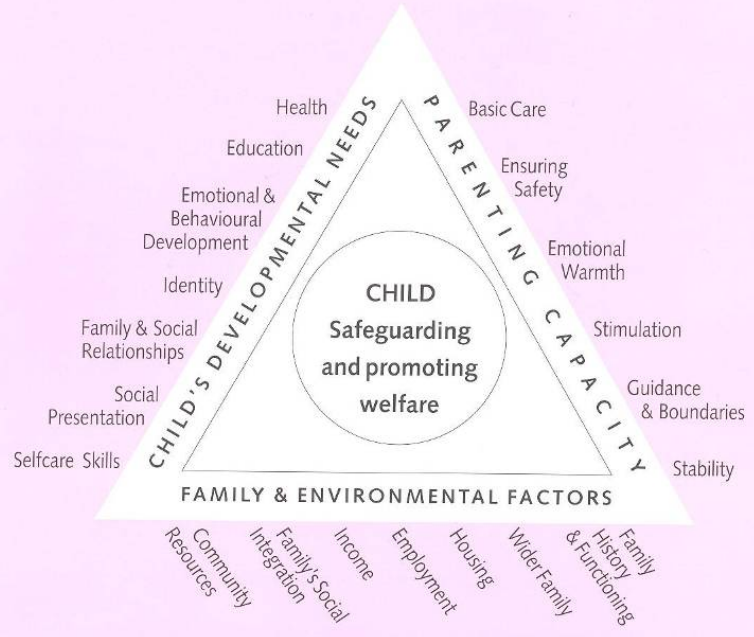 Health
Education
Emotional &
Behavioural
Development
Identity
Family & Social
Relationships
Social
Presentation
Selfcare Skills
CHILD'S DEVELOPMENTAL NEEDS
PARENTING CAPACITY
Basic Care
Ensuring
Safety
Emotional
Warmth
Stimulation
Guidance
& Boundaries
Stability
CHILD
Safeguarding
and promoting
welfare
FAMILY & ENVIRONMENTAL FACTORS
Community
Resources
Family's Social
Integration
Income
Employment
Housing
Wider Family
Family
History
& Functioning